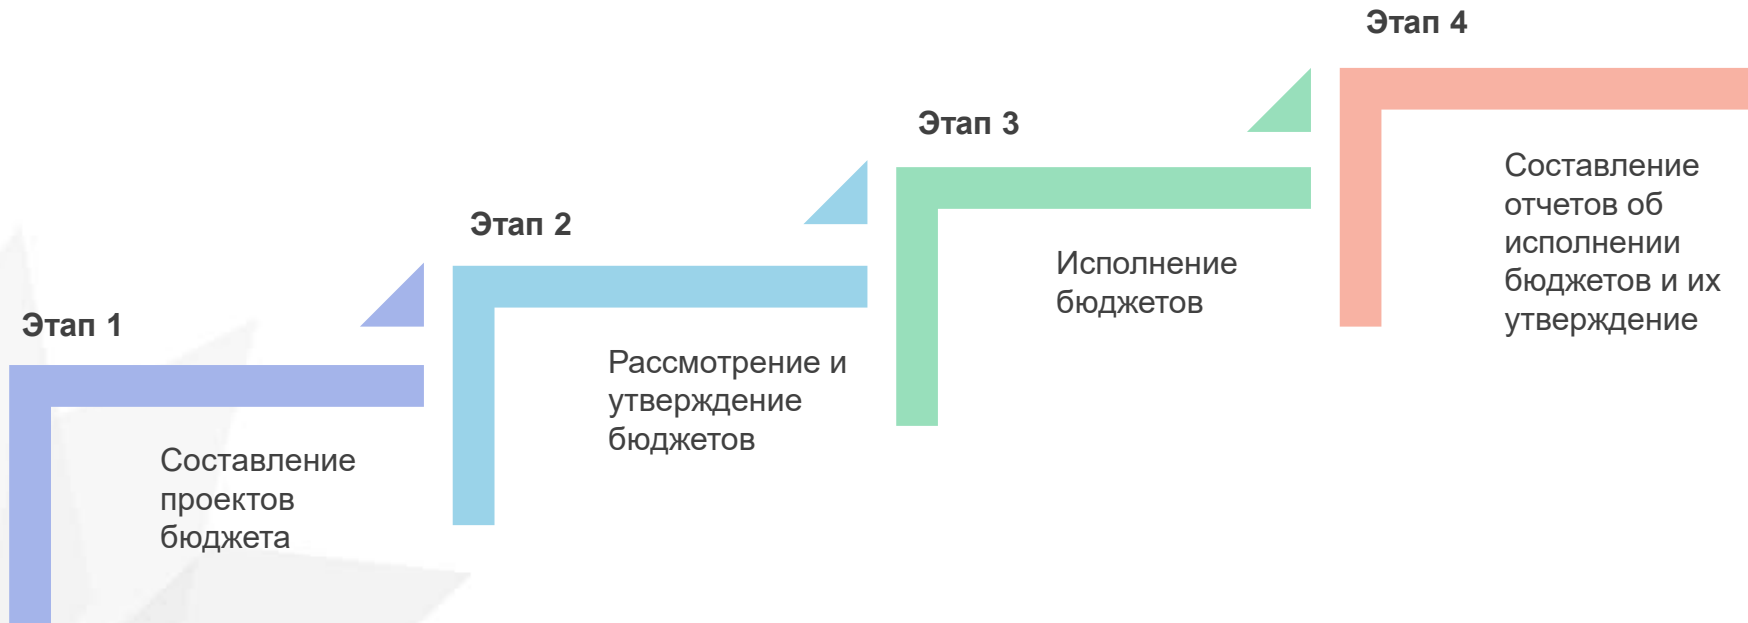 Этап 1
Составление
проектов
бюджета
Этап 2
Рассмотрение и
утверждение
бюджетов
Этап 3
Исполнение
бюджетов
Этап 4
Составление
отчетов об
исполнении
бюджетов и их
утверждение